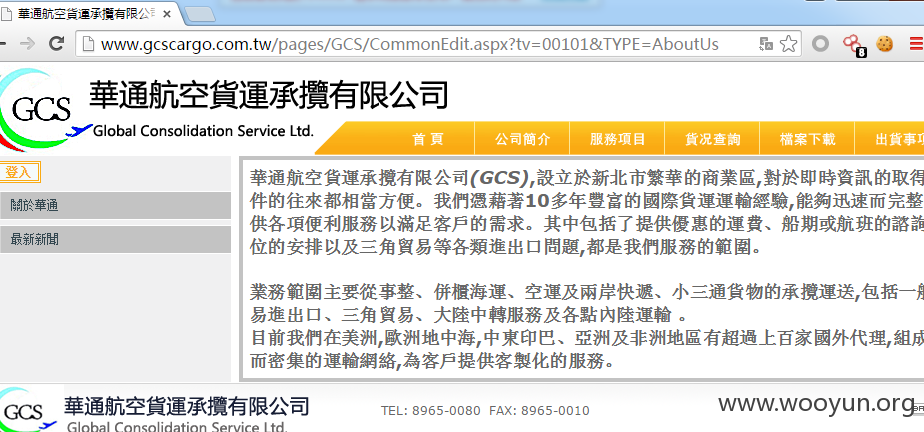 華通航空貨運承攬有限公司
www.gcscargo.com.tw/pages/GCS/CommonEdit.aspx?tv=00101&TYPE=AboutUs
GCS
華通航空貨運承攬有限公司
Global Consolidation Service Ltd.
首 頁
公司簡介
服務項目
貨況查詢
檔案下載
出貨事項
登入
關於華通
最新新聞
華通航空貨運承攬有限公司(GCS),設立於新北市繁華的商業區,對於即時資訊的取得
件的往來都相當方便。我們憑藉著10多年豐富的國際貨運運輸經驗,能夠迅速而完整
供各項便利服務以滿足客戶的需求。其中包括了提供優惠的運費、船期或航班的諮詢
位的安排以及三角貿易等各類進出口問題,都是我們服務的範圍。
業務範圍主要從事整、併櫃海運、空運及兩岸快遞、小三通貨物的承攬運送,包括一般
易進出口、三角貿易、大陸中轉服務及各點內陸運輸 。
目前我們在美洲,歐洲地中海,中東印巴、亞洲及非洲地區有超過上百家國外代理,組成
而密集的運輸網絡,為客戶提供客製化的服務。
GCS
華通航空貨運承攬有限公司
Global Consolidation Service Ltd.
TEL: 8965-0080 FAX: 8965-0010
www.wooyun.org